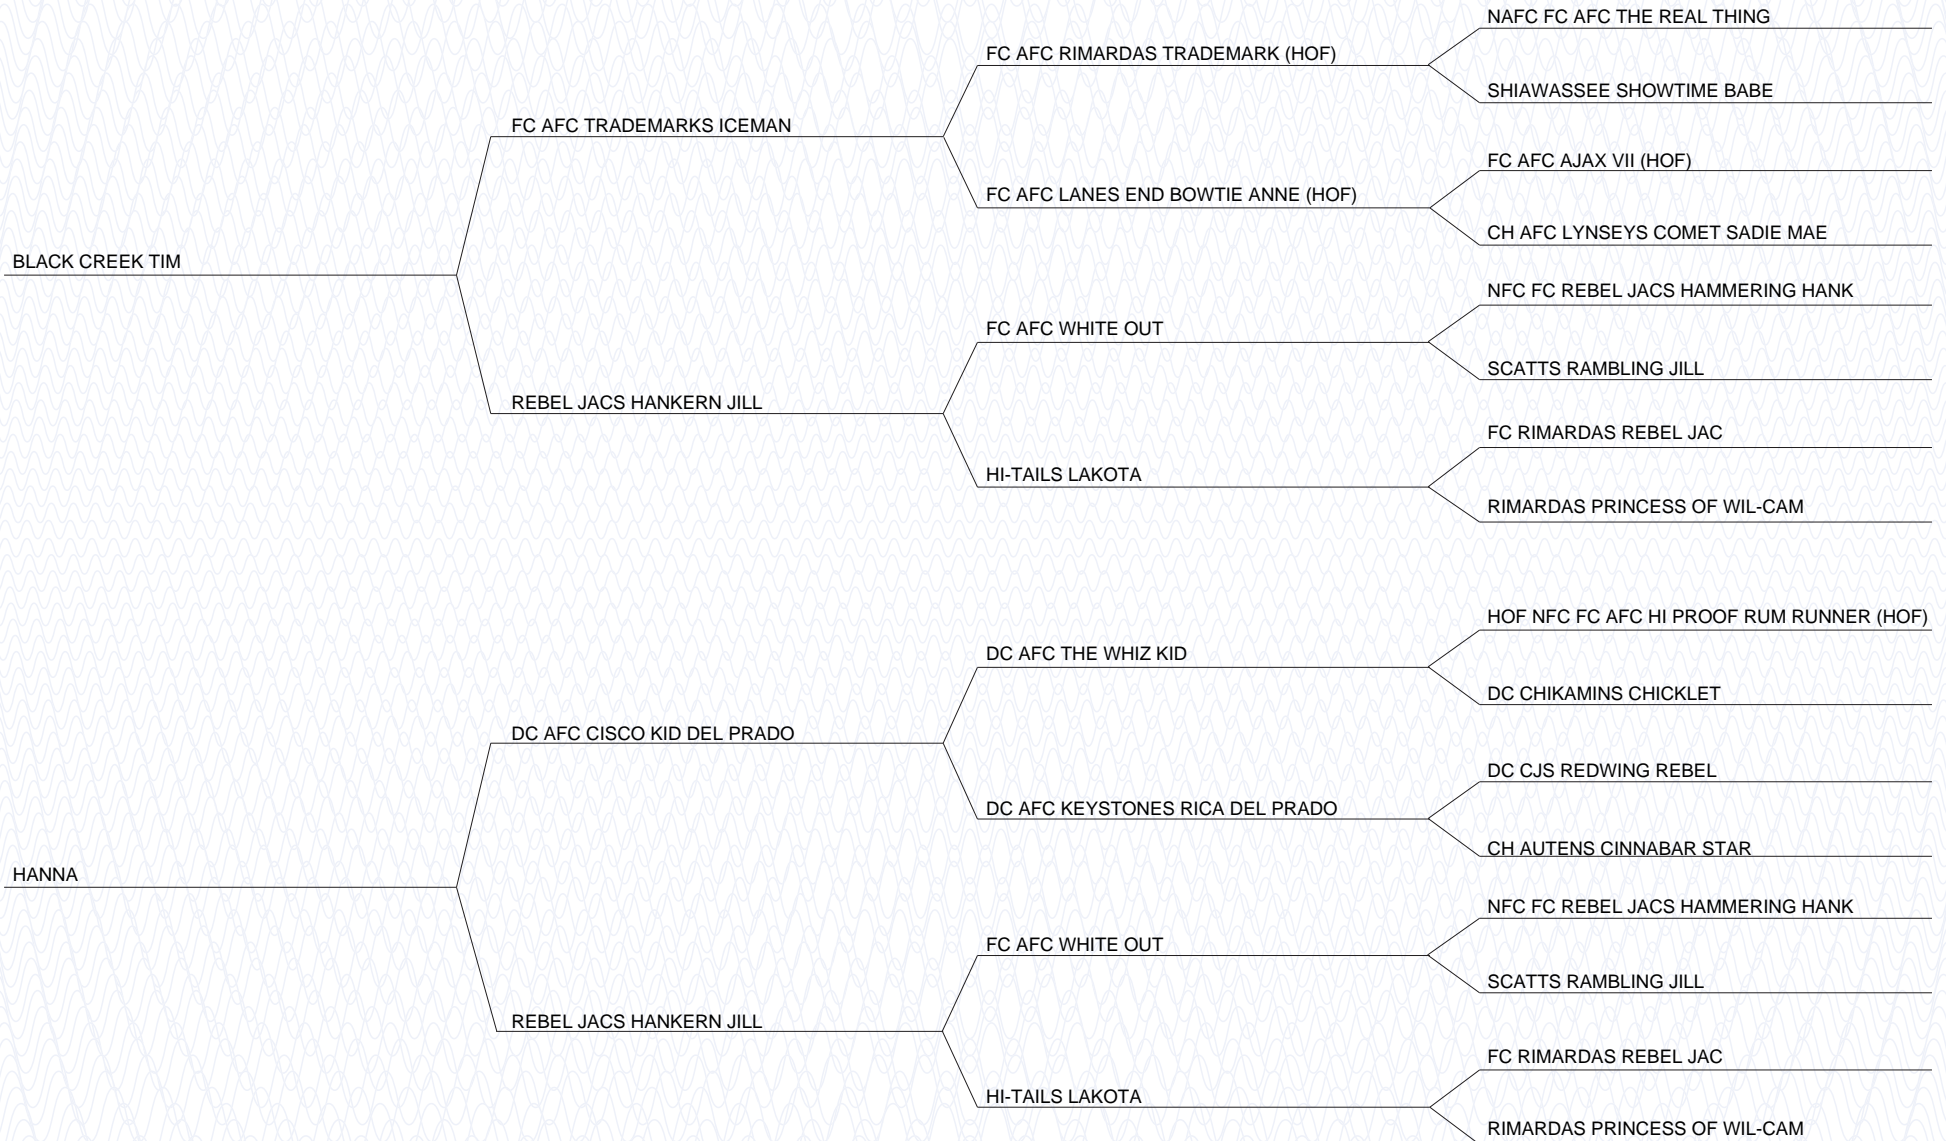 NAFC FC AFC THE REAL THING
FC AFC RIMARDAS TRADEMARK (HOF)
SHIAWASSEE SHOWTIME BABE
FC AFC TRADEMARKS ICEMAN
FC AFC AJAX VII (HOF)
FC AFC LANES END BOWTIE ANNE (HOF)
CH AFC LYNSEYS COMET SADIE MAE
BLACK CREEK TIM
NFC FC REBEL JACS HAMMERING HANK
FC AFC WHITE OUT
SCATTS RAMBLING JILL
REBEL JACS HANKERN JILL
FC RIMARDAS REBEL JAC
HI-TAILS LAKOTA
RIMARDAS PRINCESS OF WIL-CAM
HOF NFC FC AFC HI PROOF RUM RUNNER (HOF)
DC AFC THE WHIZ KID
DC CHIKAMINS CHICKLET
DC AFC CISCO KID DEL PRADO
DC CJS REDWING REBEL
DC AFC KEYSTONES RICA DEL PRADO
CH AUTENS CINNABAR STAR
HANNA
NFC FC REBEL JACS HAMMERING HANK
FC AFC WHITE OUT
SCATTS RAMBLING JILL
REBEL JACS HANKERN JILL
FC RIMARDAS REBEL JAC
HI-TAILS LAKOTA
RIMARDAS PRINCESS OF WIL-CAM